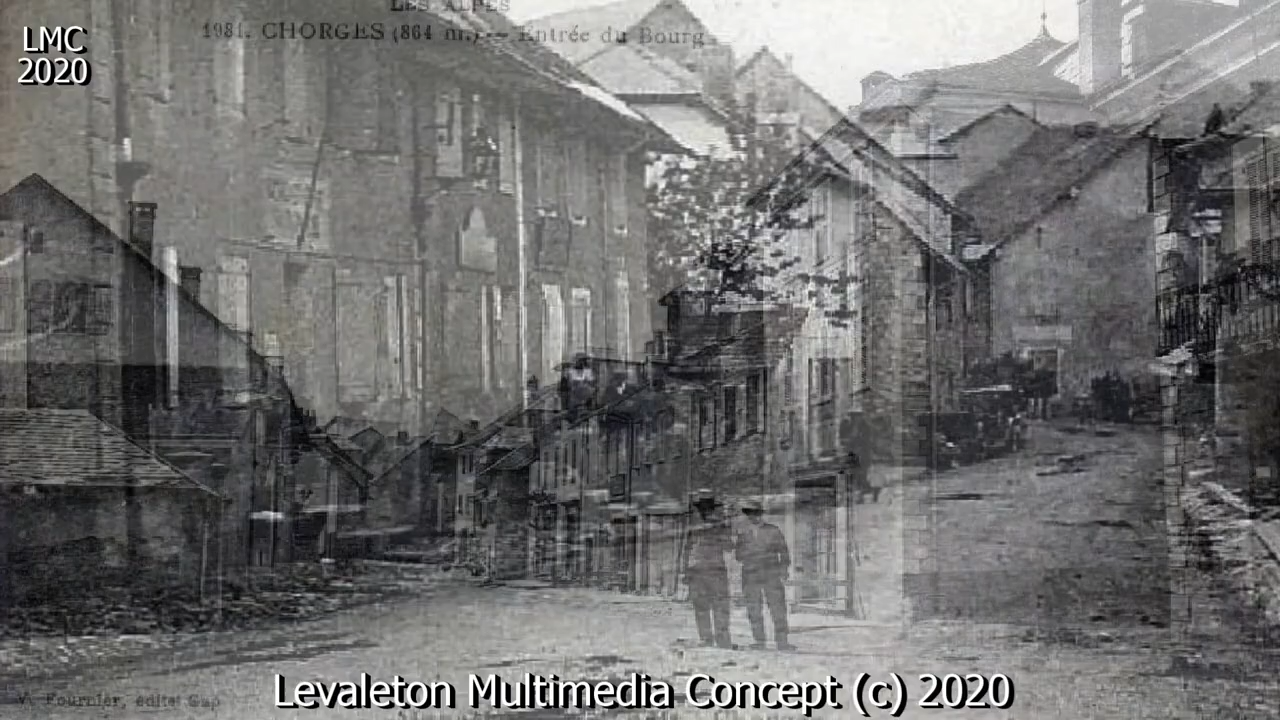 LES ALPES
1981. CHORGES (864 m.) — Entrée du Bourg
LMC
2020
V. Fournier, édit. Gap
Levaleton Multimedia Concept (c) 2020